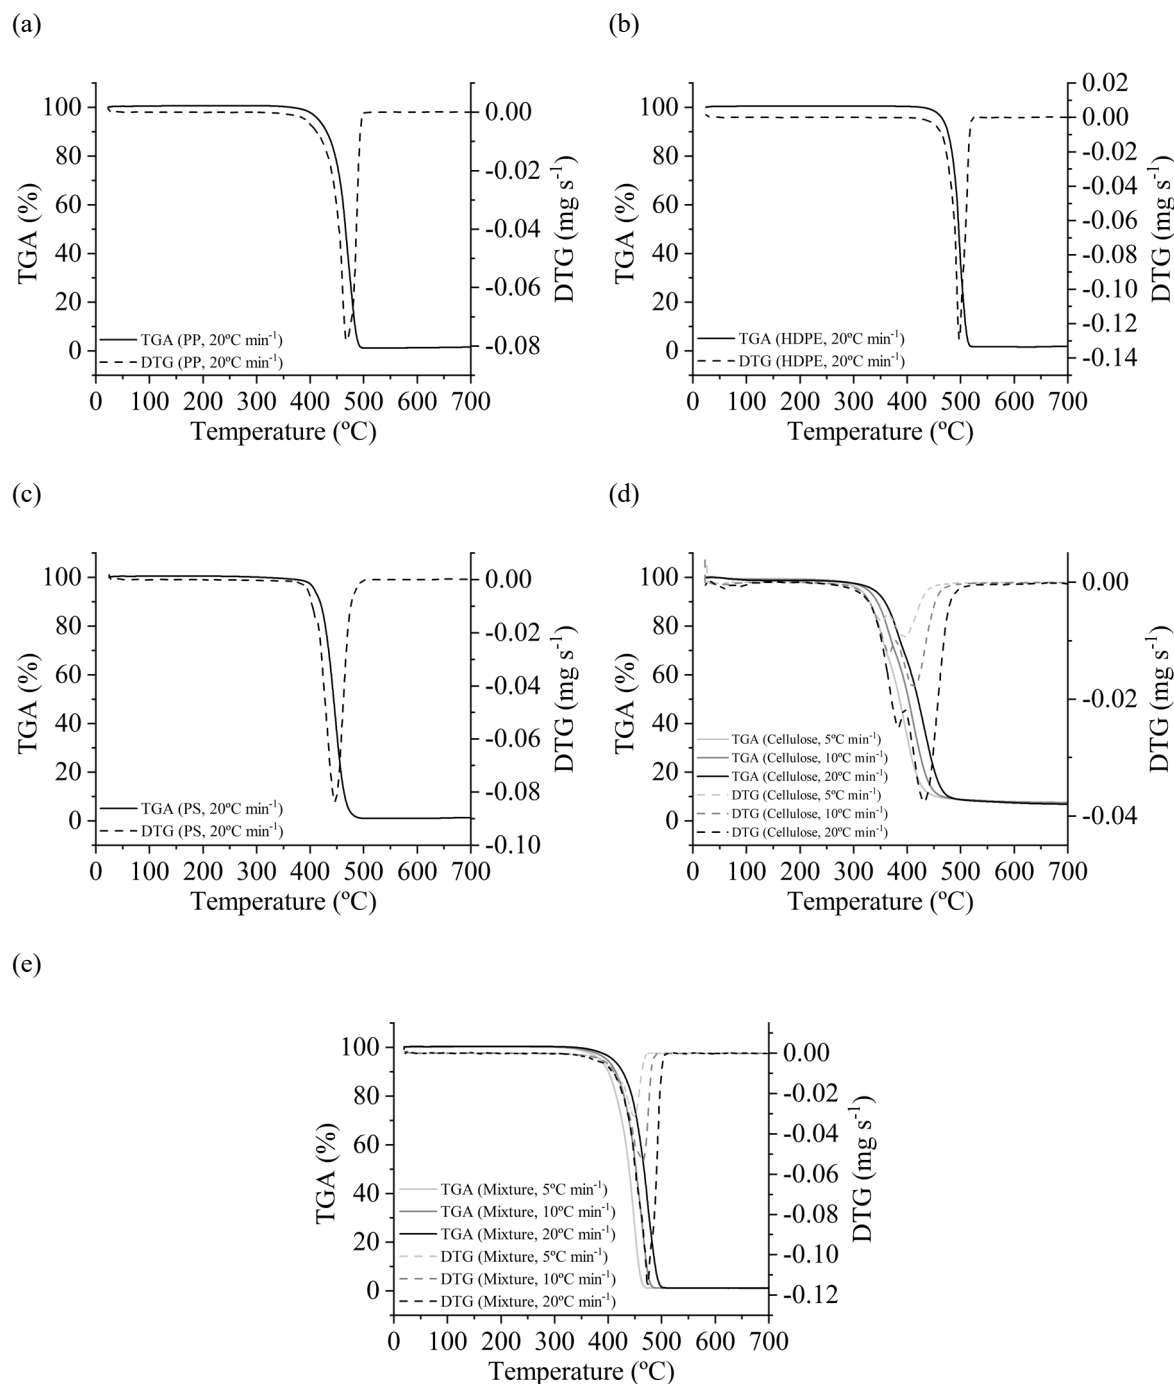 (a)
(b)
TGA (%)
100
80
60
40
20
0
0.00
-0.02
-0.04
-0.06
-0.08
DTG (mg s⁻¹)
TGA (PP, 20ºC min⁻¹)
DTG (PP, 20ºC min⁻¹)
0 100 200 300 400 500 600 700
Temperature (ºC)
TGA (%)
100
80
60
40
20
0
0.02
0.00
-0.02
-0.04
-0.06
-0.08
-0.10
-0.12
-0.14
DTG (mg s⁻¹)
TGA (HDPE, 20ºC min⁻¹)
DTG (HDPE, 20ºC min⁻¹)
0 100 200 300 400 500 600 700
Temperature (ºC)
(c)
(d)
TGA (%)
100
80
60
40
20
0
0.00
-0.02
-0.04
-0.06
-0.08
-0.10
DTG (mg s⁻¹)
TGA (PS, 20ºC min⁻¹)
DTG (PS, 20ºC min⁻¹)
0 100 200 300 400 500 600 700
Temperature (ºC)
TGA (%)
100
80
60
40
20
0
0.00
-0.02
-0.04
DTG (mg s⁻¹)
TGA (Cellulose, 5ºC min⁻¹)
TGA (Cellulose, 10ºC min⁻¹)
TGA (Cellulose, 20ºC min⁻¹)
DTG (Cellulose, 5ºC min⁻¹)
DTG (Cellulose, 10ºC min⁻¹)
DTG (Cellulose, 20ºC min⁻¹)
0 100 200 300 400 500 600 700
Temperature (ºC)
(e)
TGA (%)
100
80
60
40
20
0
0.00
-0.02
-0.04
-0.06
-0.08
-0.10
-0.12
DTG (mg s⁻¹)
TGA (Mixture, 5ºC min⁻¹)
TGA (Mixture, 10ºC min⁻¹)
TGA (Mixture, 20ºC min⁻¹)
DTG (Mixture, 5ºC min⁻¹)
DTG (Mixture, 10ºC min⁻¹)
DTG (Mixture, 20ºC min⁻¹)
0 100 200 300 400 500 600 700
Temperature (ºC)